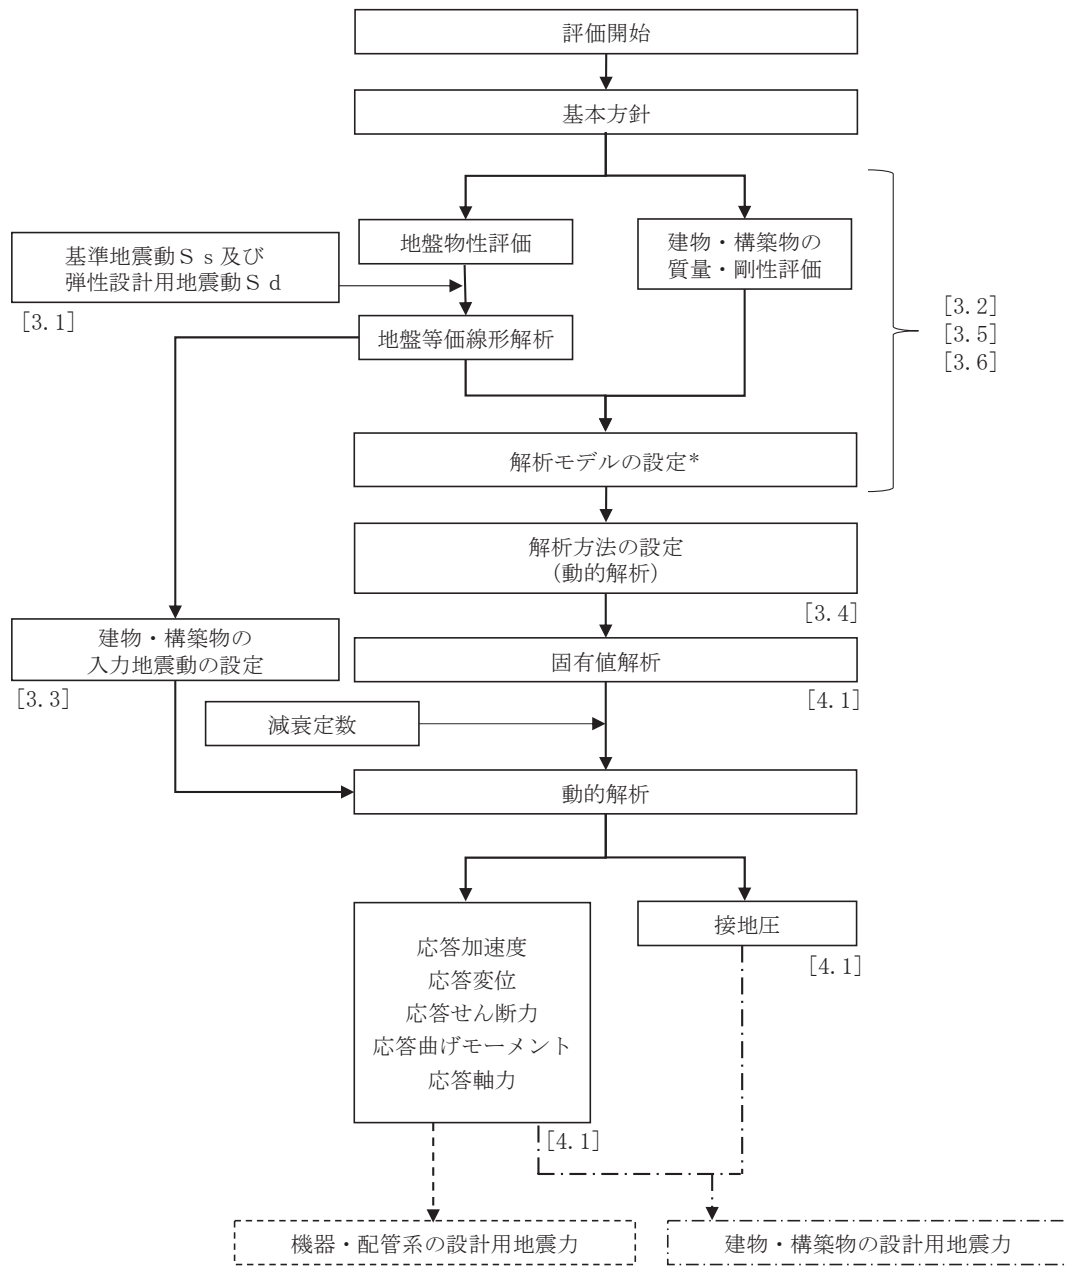 評価開始
基本方針
地盤物性評価
建物・構築物の
質量・剛性評価
基準地震動Ｓｓ及び
弾性設計用地震動Ｓｄ
[3.1]
[3.2]
[3.5]
[3.6]
地盤等価線形解析
解析モデルの設定*
解析方法の設定
（動的解析）
[3.4]
建物・構築物の
入力地震動の設定
[3.3]
固有値解析
[4.1]
減衰定数
動的解析
応答加速度
応答変位
応答せん断力
応答曲げモーメント
応答軸力
[4.1]
接地圧
[4.1]
機器・配管系の設計用地震力
建物・構築物の設計用地震力